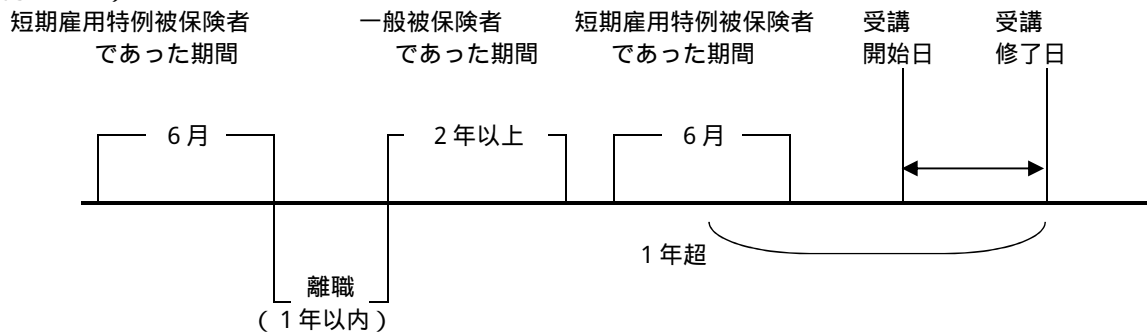 短期雇用特例被保険者 一般被保険者 短期雇用特例被保険者 受講 受講
であった期間 であった期間 であった期間 開始日 修了日
6月 2年以上 6月
1年超
離職
(1年以内)